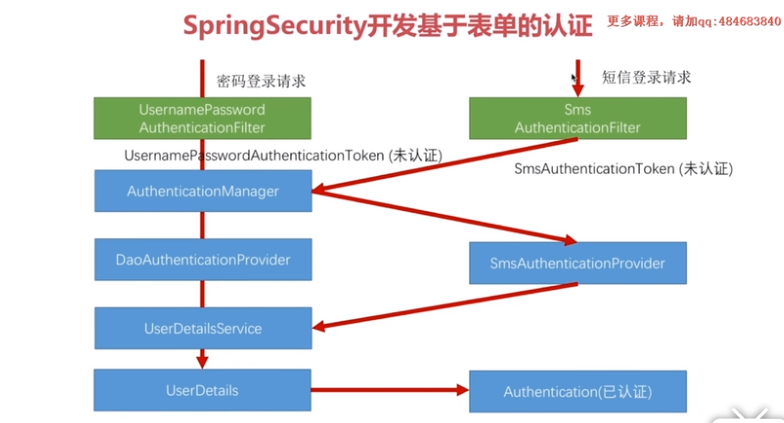 SpringSecurity开发基于表单的认证
更多课程，请加qq:484683840
密码登录请求
短信登录请求
UsernamePassword
AuthenticationFilter
Sms
AuthenticationFilter
UsernamePasswordAuthenticationToken (未认证)
SmsAuthenticationToken (未认证)
AuthenticationManager
DaoAuthenticationProvider
SmsAuthenticationProvider
UserDetailsService
UserDetails
Authentication(已认证)